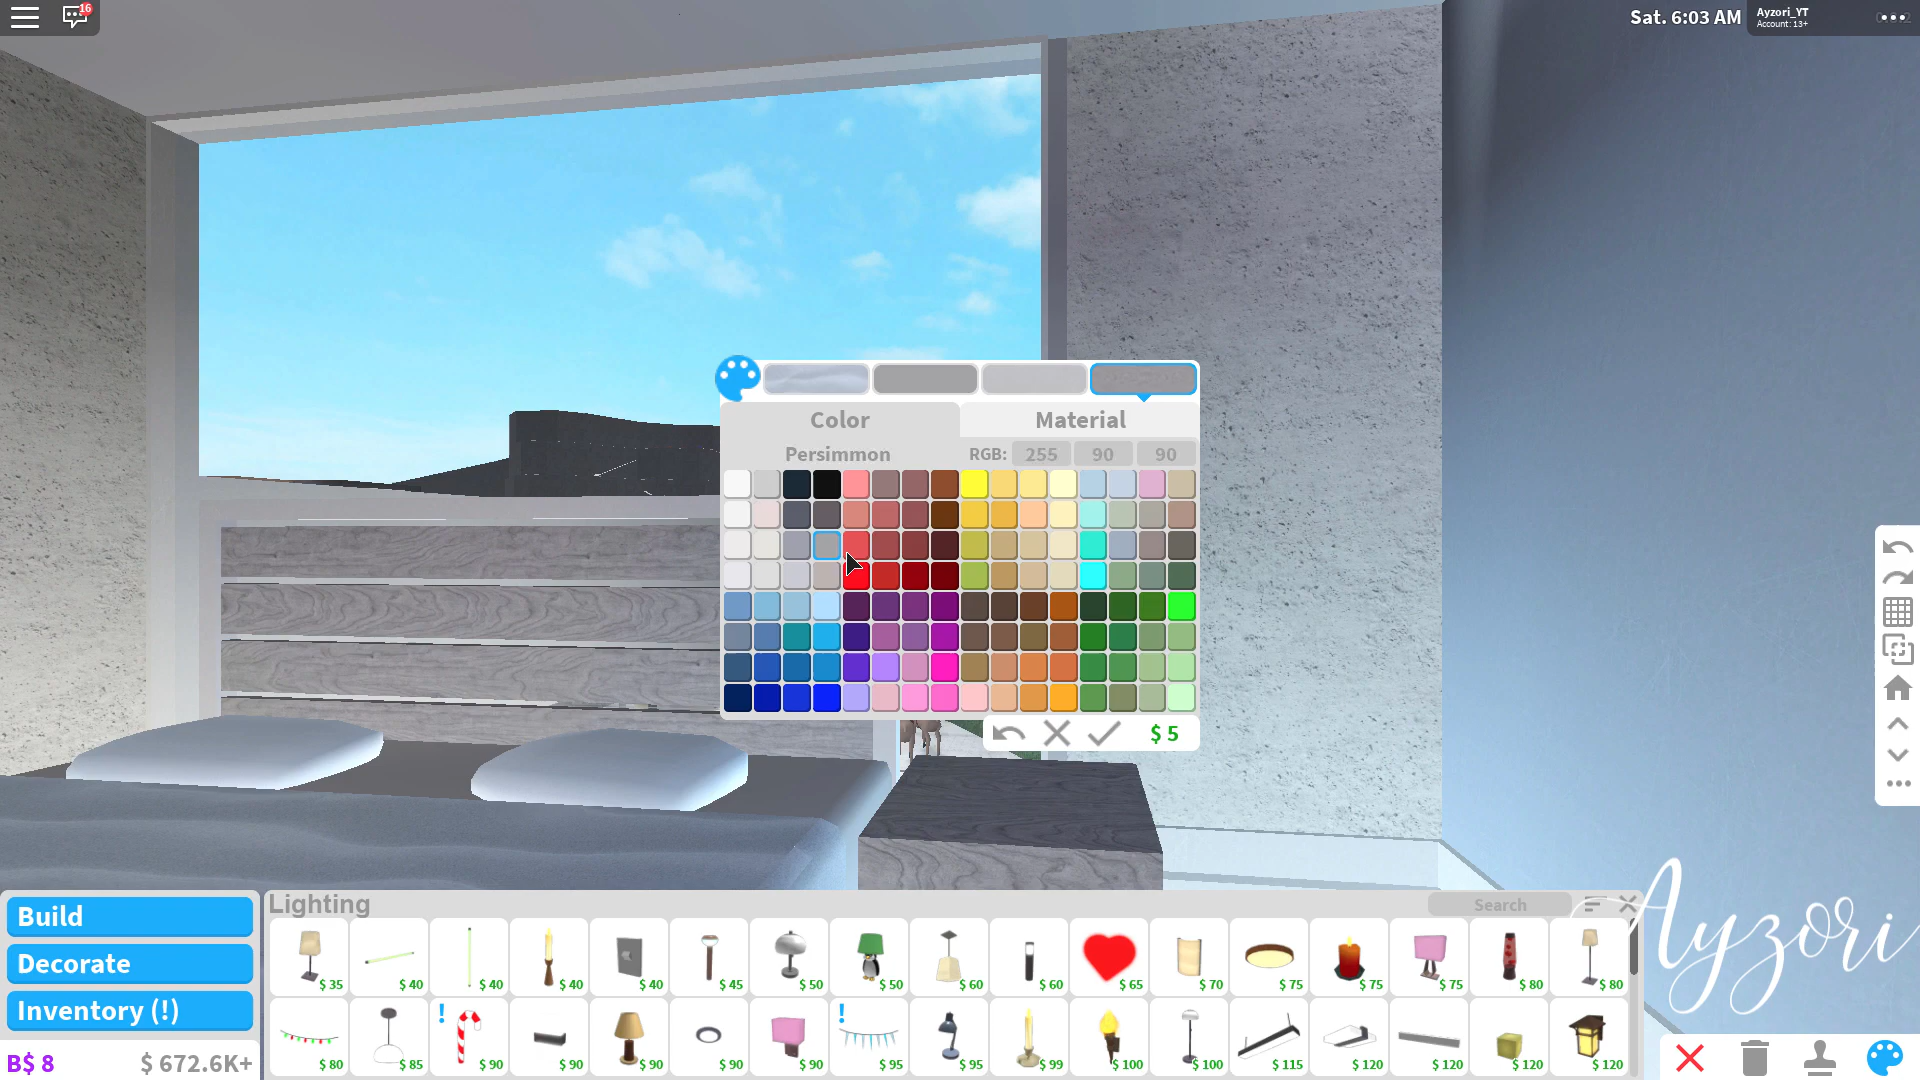 16
Sat. 6:03 AM
Ayzori_YT
Account: 13+
Color
Material
Persimmon
RGB: 255 90 90
$ 5
Build
Decorate
Inventory (!)
B$ 8
$ 672.6K+
Lighting
Search
$ 35 $ 40 $ 40 $ 40 $ 40 $ 45 $ 50 $ 50 $ 60 $ 60 $ 65 $ 70 $ 75 $ 75 $ 75 $ 80 $ 80
! !
$ 80 $ 85 $ 90 $ 90 $ 90 $ 90 $ 90 $ 95 $ 95 $ 99 $ 100 $ 100 $ 115 $ 120 $ 120 $ 120 $ 120
Ayzori